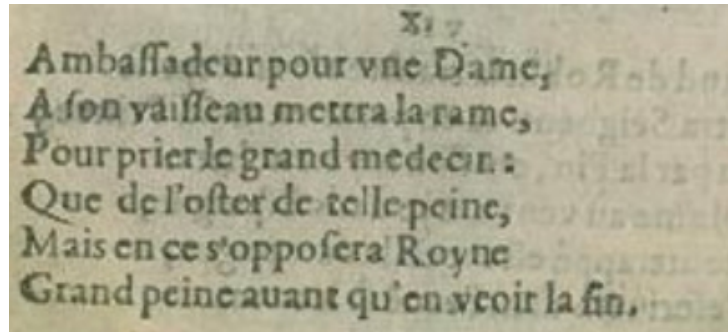 XIV
Ambaſſadeur pour vne Dame,
A ſon vaiſſeau mettra la rame,
Pour prier le grand medecin:
Que de l'oſter de telle peine,
Mais en ce s'oppoſera Royne
Grand peine auant qu'en veoir la fin.